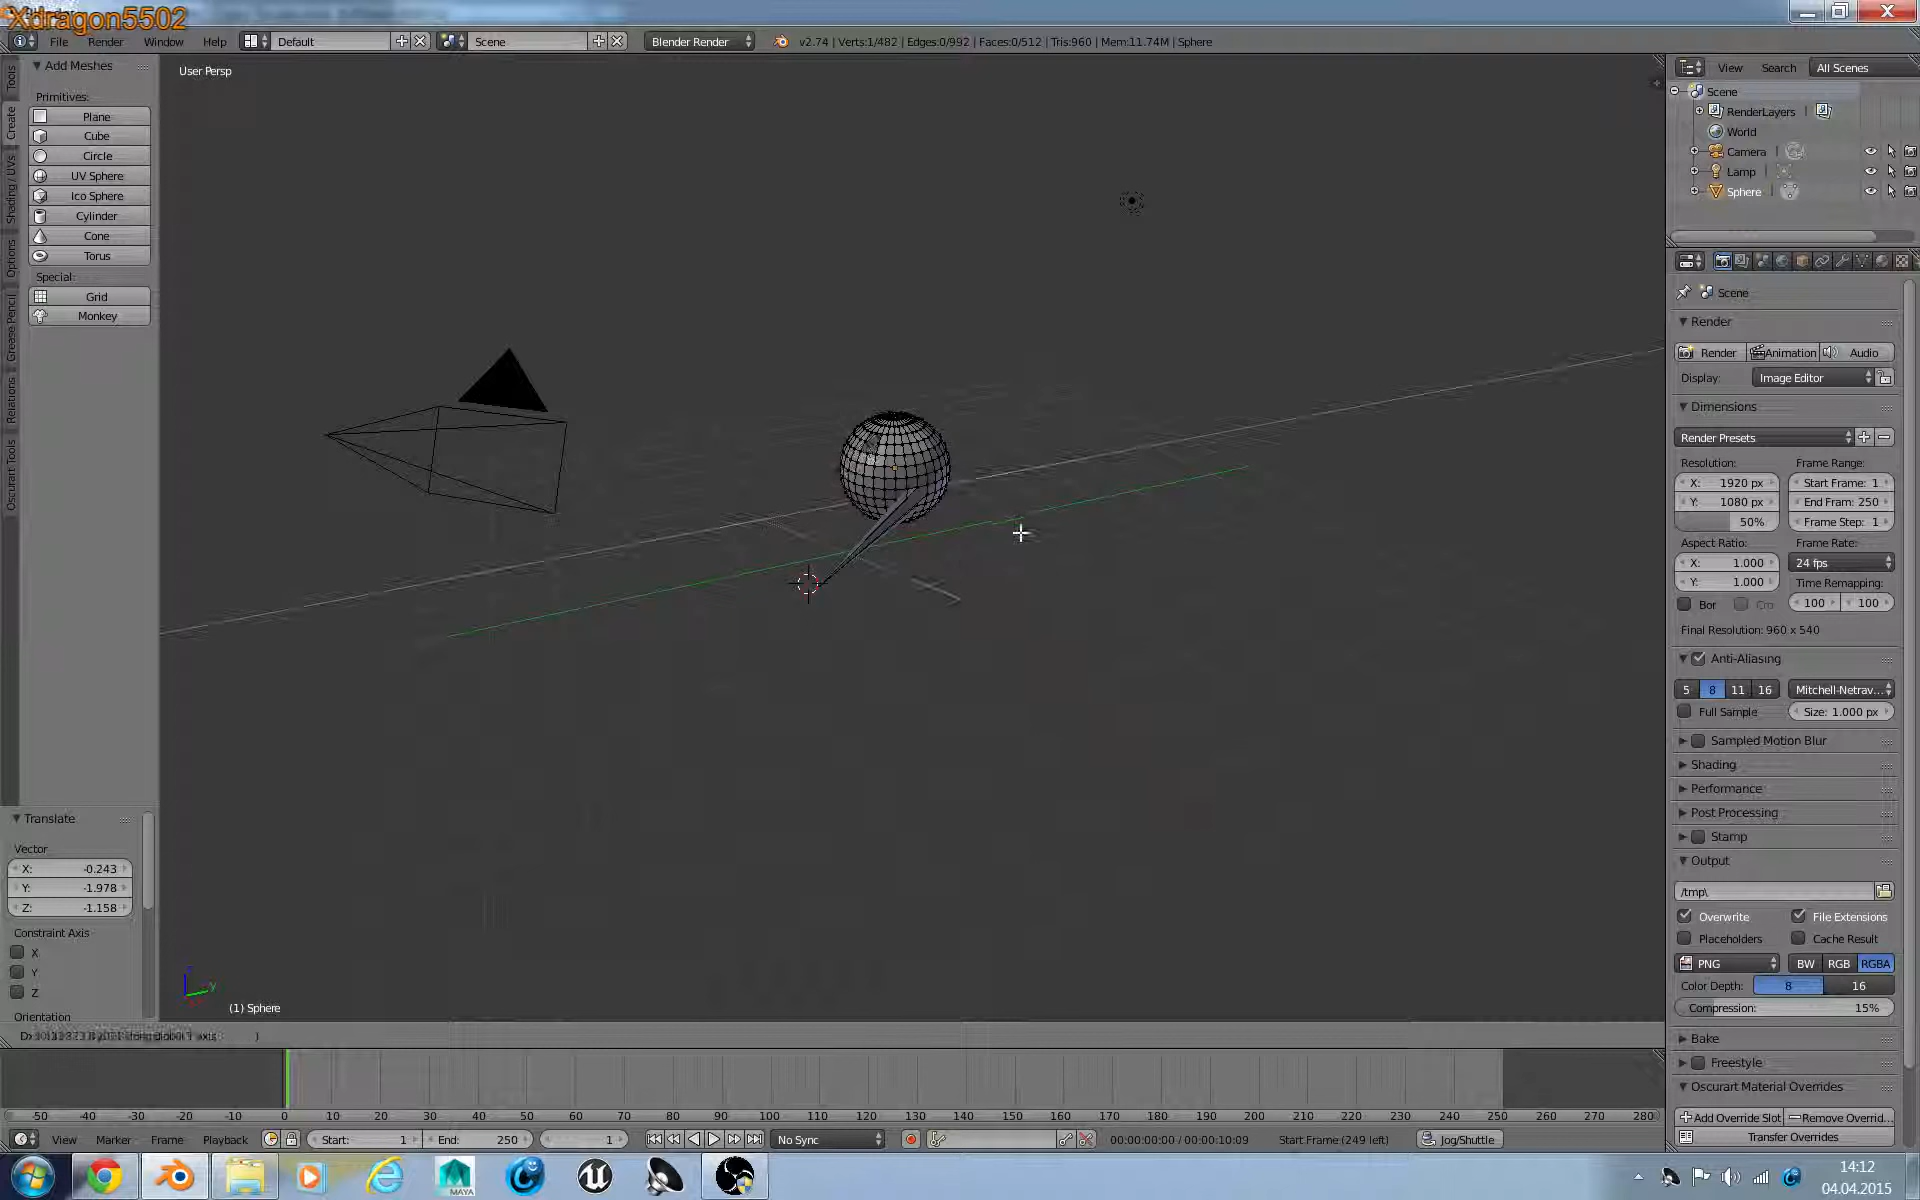 Xdragon5502
File
Render
Window
Help
Default
Scene
Blender Render
v2.74 | Verts:1/482 | Edges:0/992 | Faces:0/512 | Tris:960 | Mem:11.74M | Sphere
Add Meshes
Primitives:
Plane
Cube
Circle
UV Sphere
Ico Sphere
Cylinder
Cone
Torus
Special:
Grid
Monkey
Tools
Create
Shading / UVs
Options
Grease Pencil
Relations
Oscurart Tools
User Persp
View
Search
All Scenes
Scene
RenderLayers
World
Camera
Lamp
Sphere
Scene
Render
Render
Animation
Audio
Display:
Image Editor
Dimensions
Render Presets
Resolution:
Frame Range:
X: 1920 px
Start Frame: 1
Y: 1080 px
End Fram: 250
50%
Frame Step: 1
Aspect Ratio:
Frame Rate:
X: 1.000
24 fps
Y: 1.000
Time Remapping:
Bor
100
100
Final Resolution: 960 x 540
Anti-Aliasing
5
8
11
16
Mitchell-Netrav...
Full Sample
Size: 1.000 px
Sampled Motion Blur
Shading
Performance
Post Processing
Stamp
Output
/tmp\
Overwrite
File Extensions
Placeholders
Cache Result
PNG
BW
RGB
RGBA
Color Depth:
8
16
Compression:
15%
Bake
Freestyle
Oscurart Material Overrides
Add Override Slot
Remove Overrid...
Transfer Overrides
Translate
Vector
X: -0.243
Y: -1.978
Z: -1.158
Constraint Axis
X
Y
Z
Orientation
y
(1) Sphere
-50 -40 -30 -20 -10 0 10 20 30 40 50 60 70 80 90 100 110 120 130 140 150 160 170 180 190 200 210 220 230 240 250 260 270 280
View
Marker
Frame
Playback
Start: 1
End: 250
1
No Sync
00:00:00:00 / 00:00:10:09
Start Frame (249 left)
Jog/Shuttle
MAYA
14:12
04.04.2015